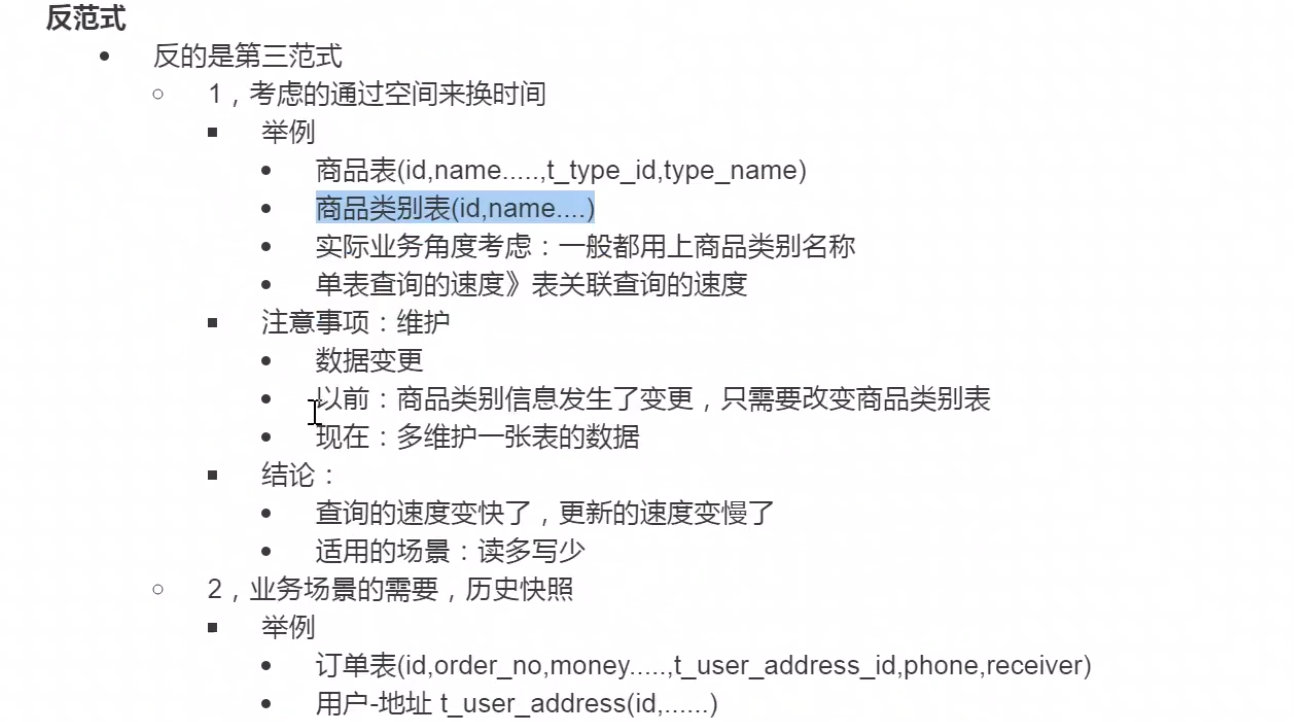 反范式
反的是第三范式
1，考虑的通过空间来换时间
举例
商品表(id,name.....,t_type_id,type_name)
商品类别表(id,name....)
实际业务角度考虑：一般都用上商品类别名称
单表查询的速度》表关联查询的速度
注意事项：维护
数据变更
以前：商品类别信息发生了变更，只需要改变商品类别表
现在：多维护一张表的数据
结论：
查询的速度变快了，更新的速度变慢了
适用的场景：读多写少
2，业务场景的需要，历史快照
举例
订单表(id,order_no,money.....,t_user_address_id,phone,receiver)
用户-地址 t_user_address(id,......)